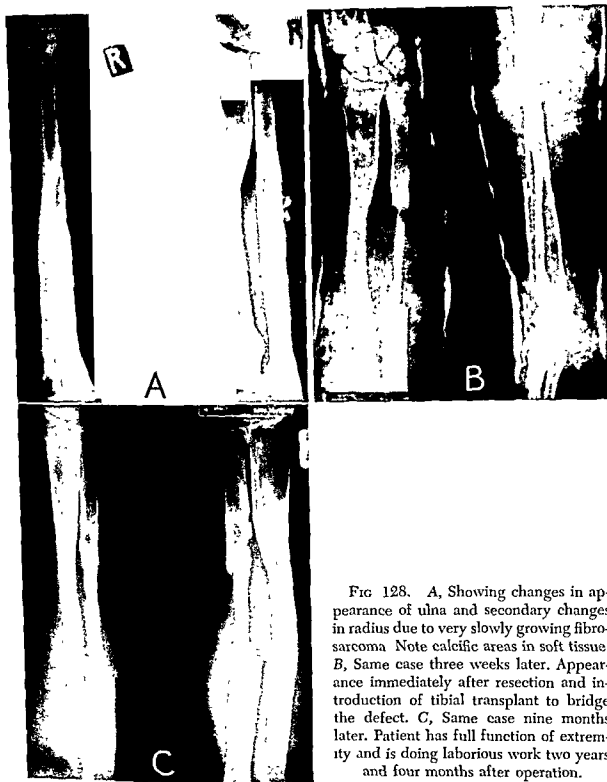 R
R
A
B
C
FIG 128. A, Showing changes in ap-
pearance of ulna and secondary changes
in radius due to very slowly growing fibro-
sarcoma Note calcific areas in soft tissue
B, Same case three weeks later. Appear-
ance immediately after resection and in-
troduction of tibial transplant to bridge
the defect. C, Same case nine months
later. Patient has full function of extrem-
ity and is doing laborious work two years
and four months after operation.